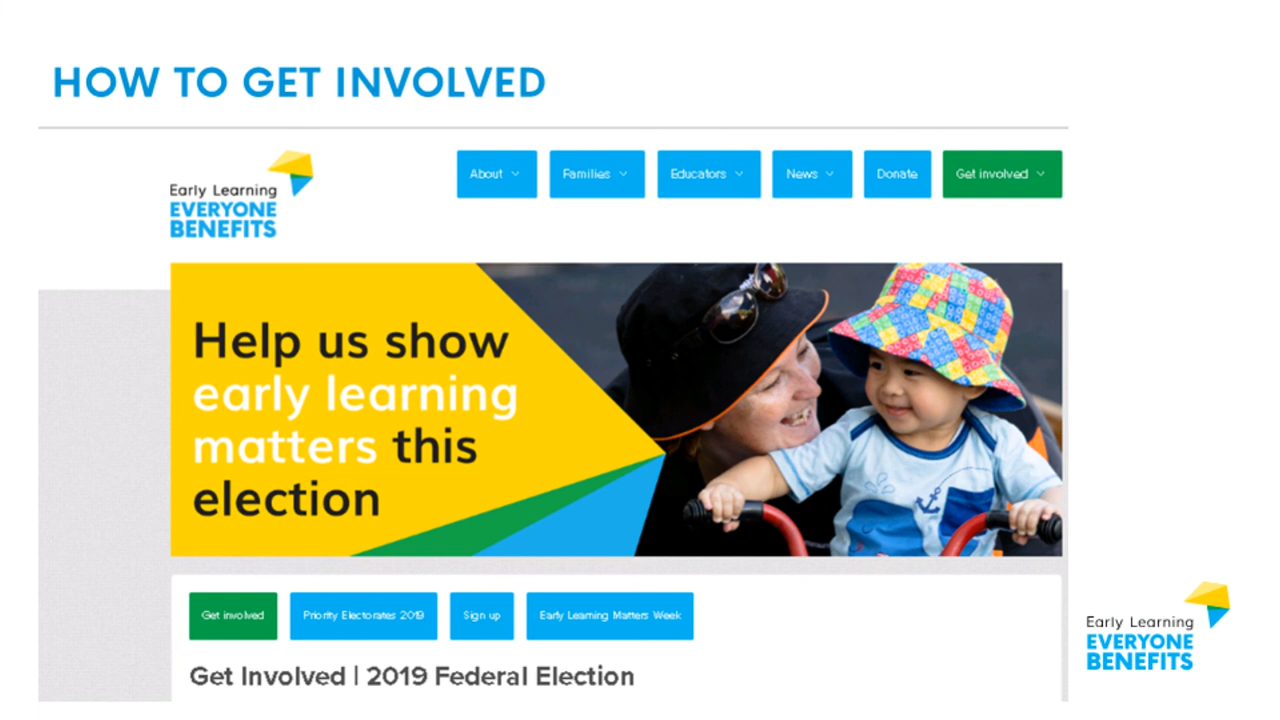 HOW TO GET INVOLVED
Early Learning
EVERYONE
BENEFITS
About
Families
Educators
News
Donate
Get involved
Help us show
early learning
matters this
election
Get involved
Priority Electorates 2019
Sign up
Early Learning Matters Week
Get Involved | 2019 Federal Election
Early Learning
EVERYONE
BENEFITS